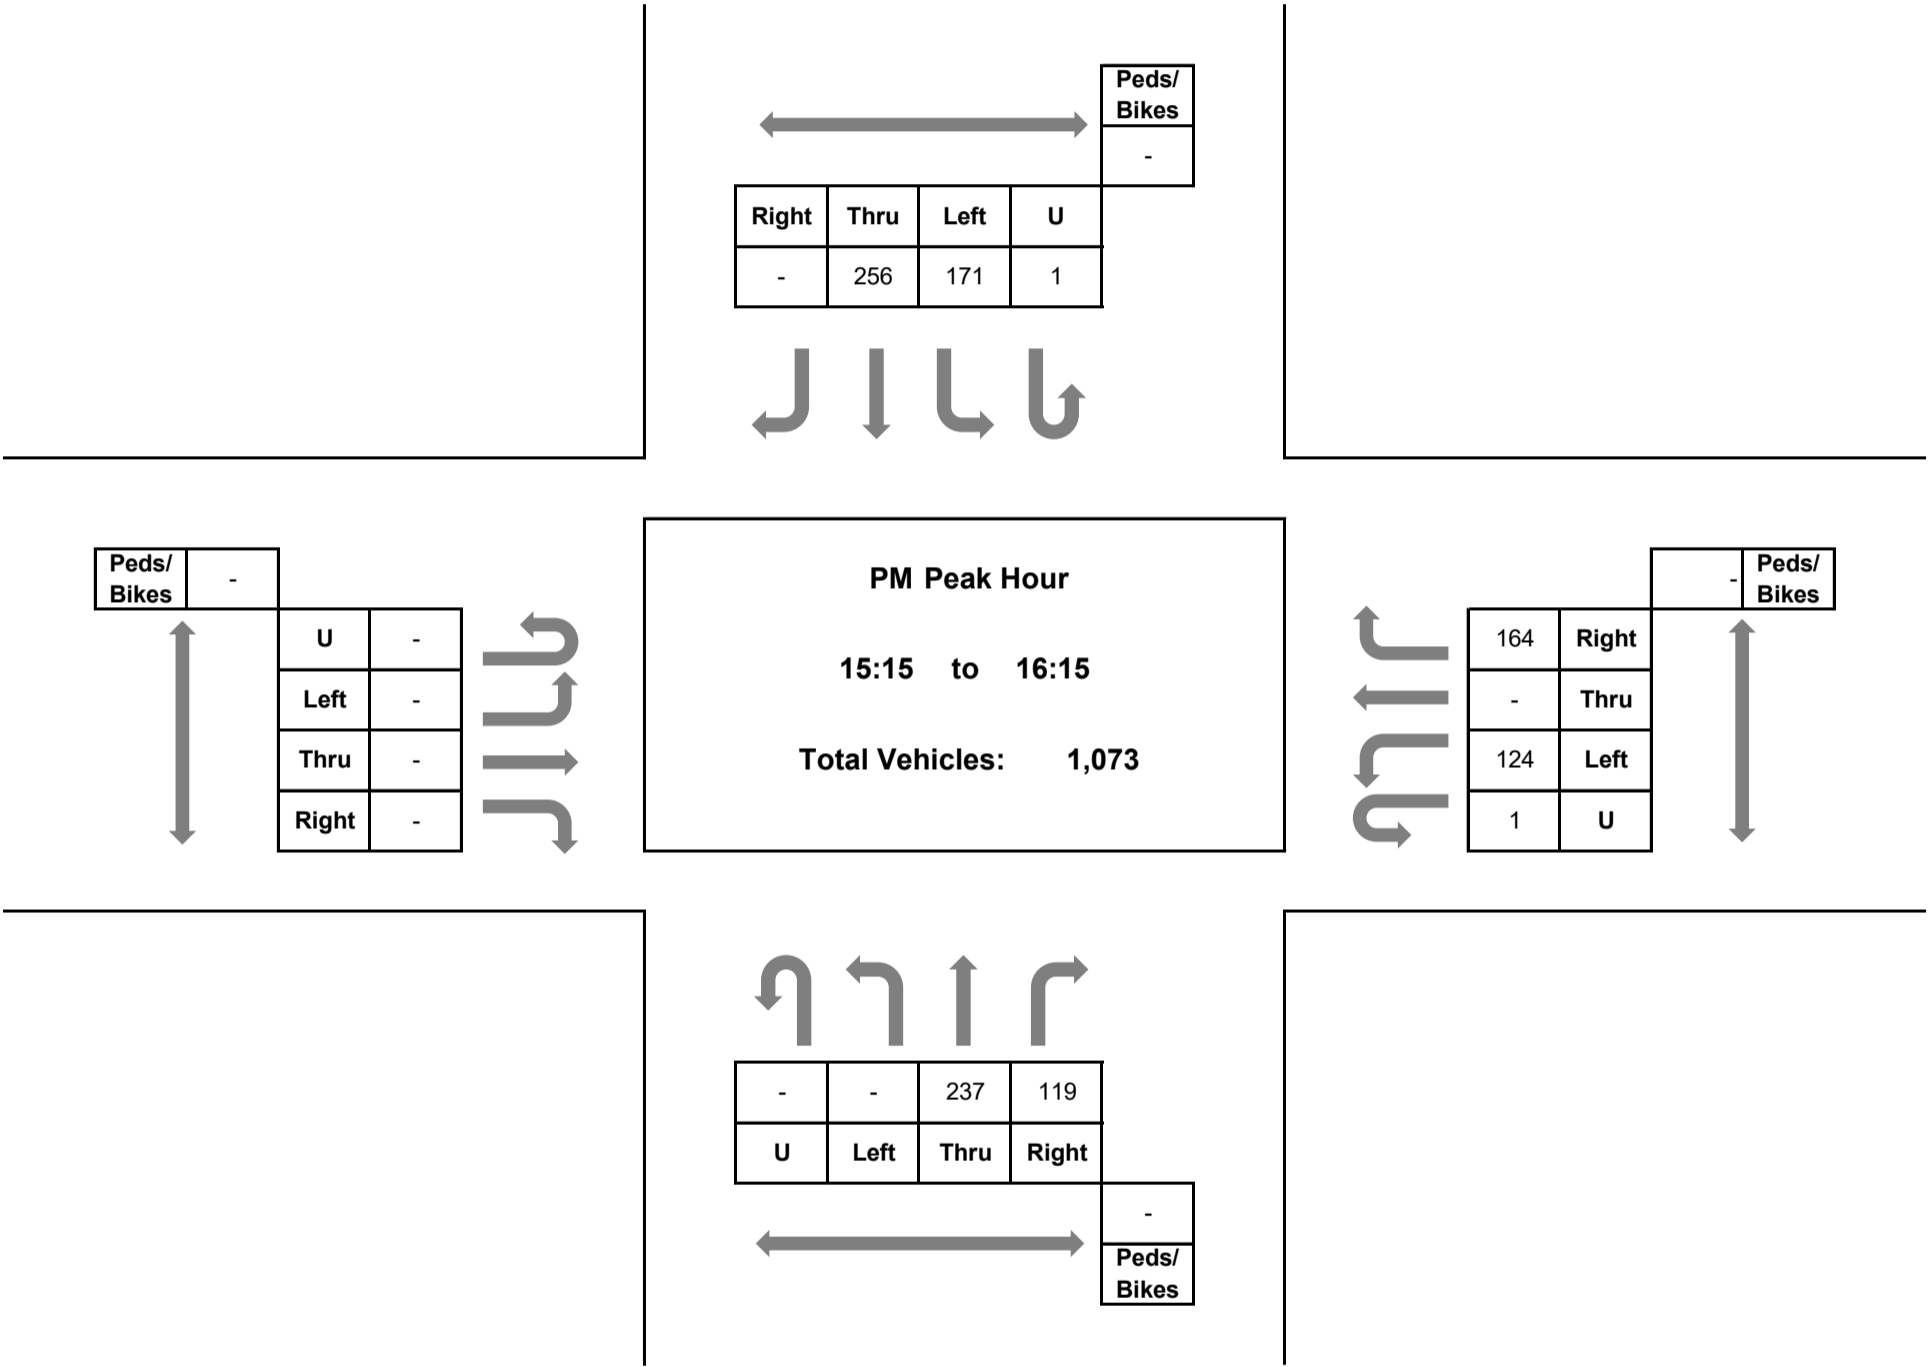 Peds/
Bikes
-
Right Thru Left U
- 256 171 1
Peds/
Bikes
-
U -
Left -
Thru -
Right -
PM Peak Hour
15:15 to 16:15
Total Vehicles: 1,073
- Peds/
Bikes
164 Right
- Thru
124 Left
1 U
- - 237 119
U Left Thru Right
-
Peds/
Bikes